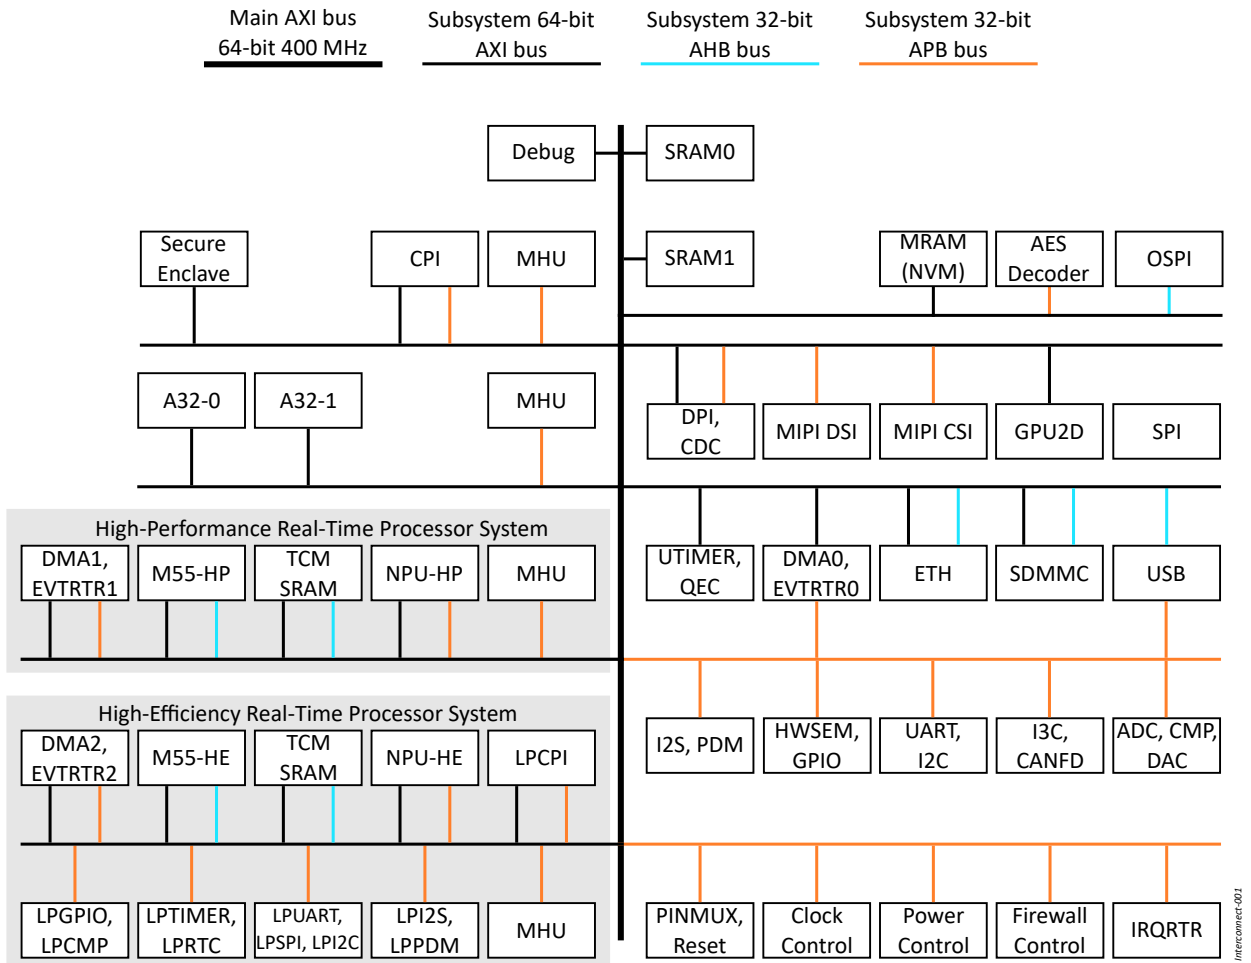 Main AXI bus
64-bit 400 MHz
Subsystem 64-bit
AXI bus
Subsystem 32-bit
AHB bus
Subsystem 32-bit
APB bus
Debug
SRAM0
Secure
Enclave
CPI
MHU
SRAM1
MRAM
(NVM)
AES
Decoder
OSPI
A32-0
A32-1
MHU
DPI,
CDC
MIPI DSI
MIPI CSI
GPU2D
SPI
High-Performance Real-Time Processor System
DMA1,
EVTRTR1
M55-HP
TCM
SRAM
NPU-HP
MHU
UTIMER,
QEC
DMA0,
EVTRTR0
ETH
SDMMC
USB
High-Efficiency Real-Time Processor System
DMA2,
EVTRTR2
M55-HE
TCM
SRAM
NPU-HE
LPCPI
I2S, PDM
HWSEM,
GPIO
UART,
I2C
I3C,
CANFD
ADC, CMP,
DAC
LPGPIO,
LPCMP
LPTIMER,
LPRTC
LPUART,
LPSPI, LPI2C
LPI2S,
LPPDM
MHU
PINMUX,
Reset
Clock
Control
Power
Control
Firewall
Control
IRQRTR
Interconnect-001